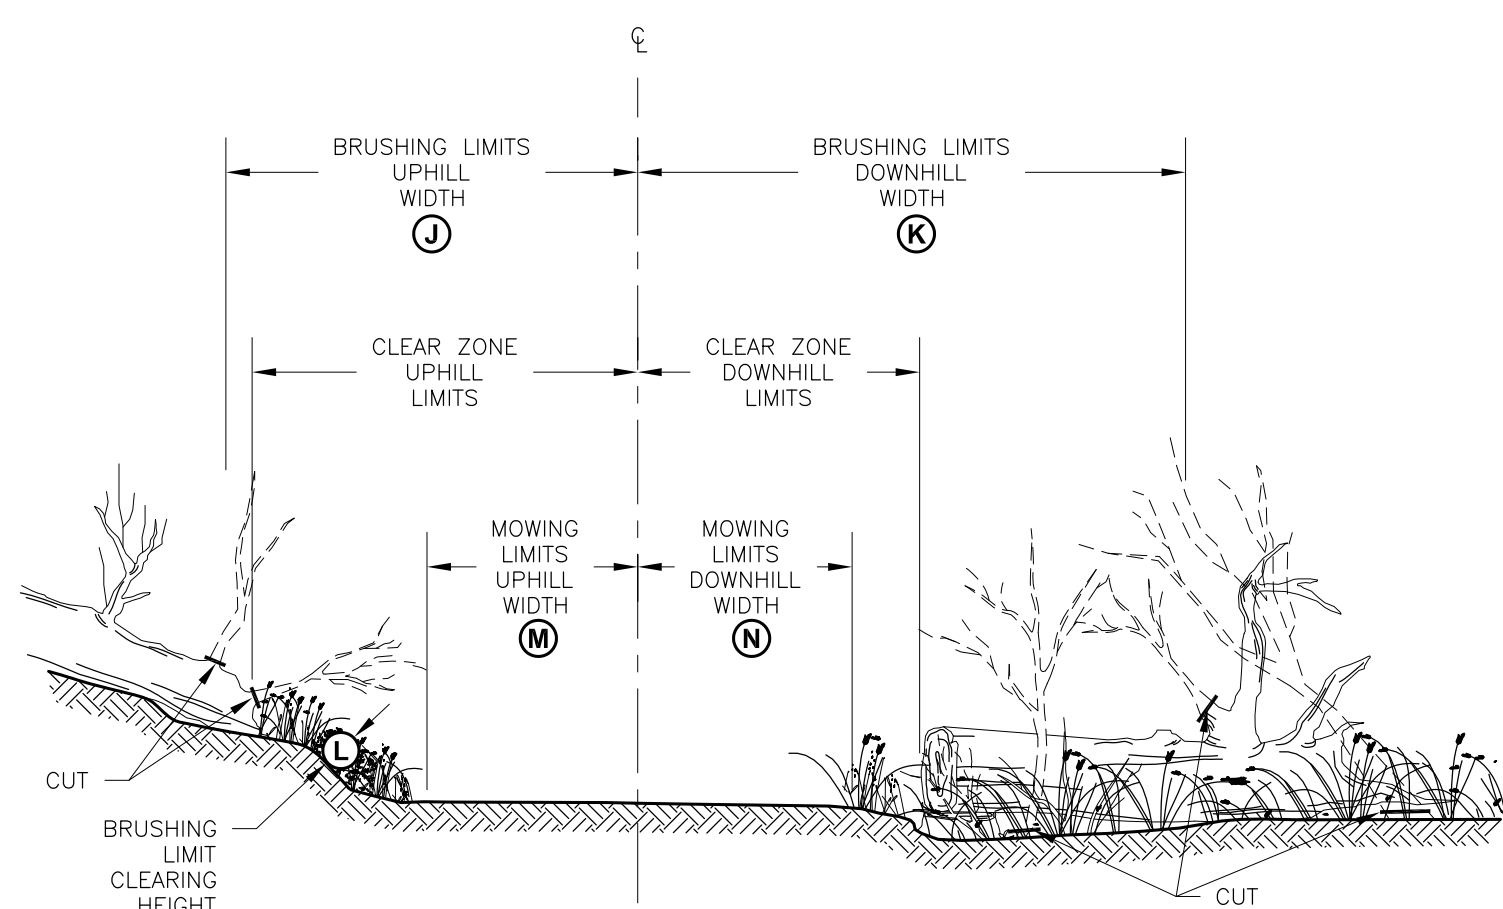 ℄
BRUSHING LIMITS
UPHILL
WIDTH
J
BRUSHING LIMITS
DOWNHILL
WIDTH
K
CLEAR ZONE
UPHILL
LIMITS
CLEAR ZONE
DOWNHILL
LIMITS
MOWING
LIMITS
UPHILL
WIDTH
M
MOWING
LIMITS
DOWNHILL
WIDTH
N
L
CUT
BRUSHING
LIMIT
CLEARING
HEIGHT
CUT